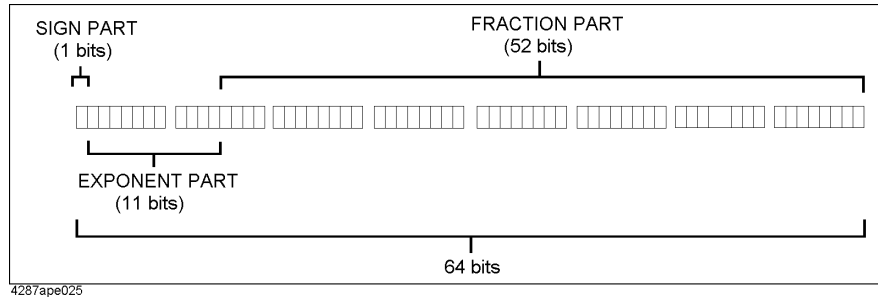 SIGN PART
(1 bits)
FRACTION PART
(52 bits)
EXPONENT PART
(11 bits)
64 bits
4287ape025